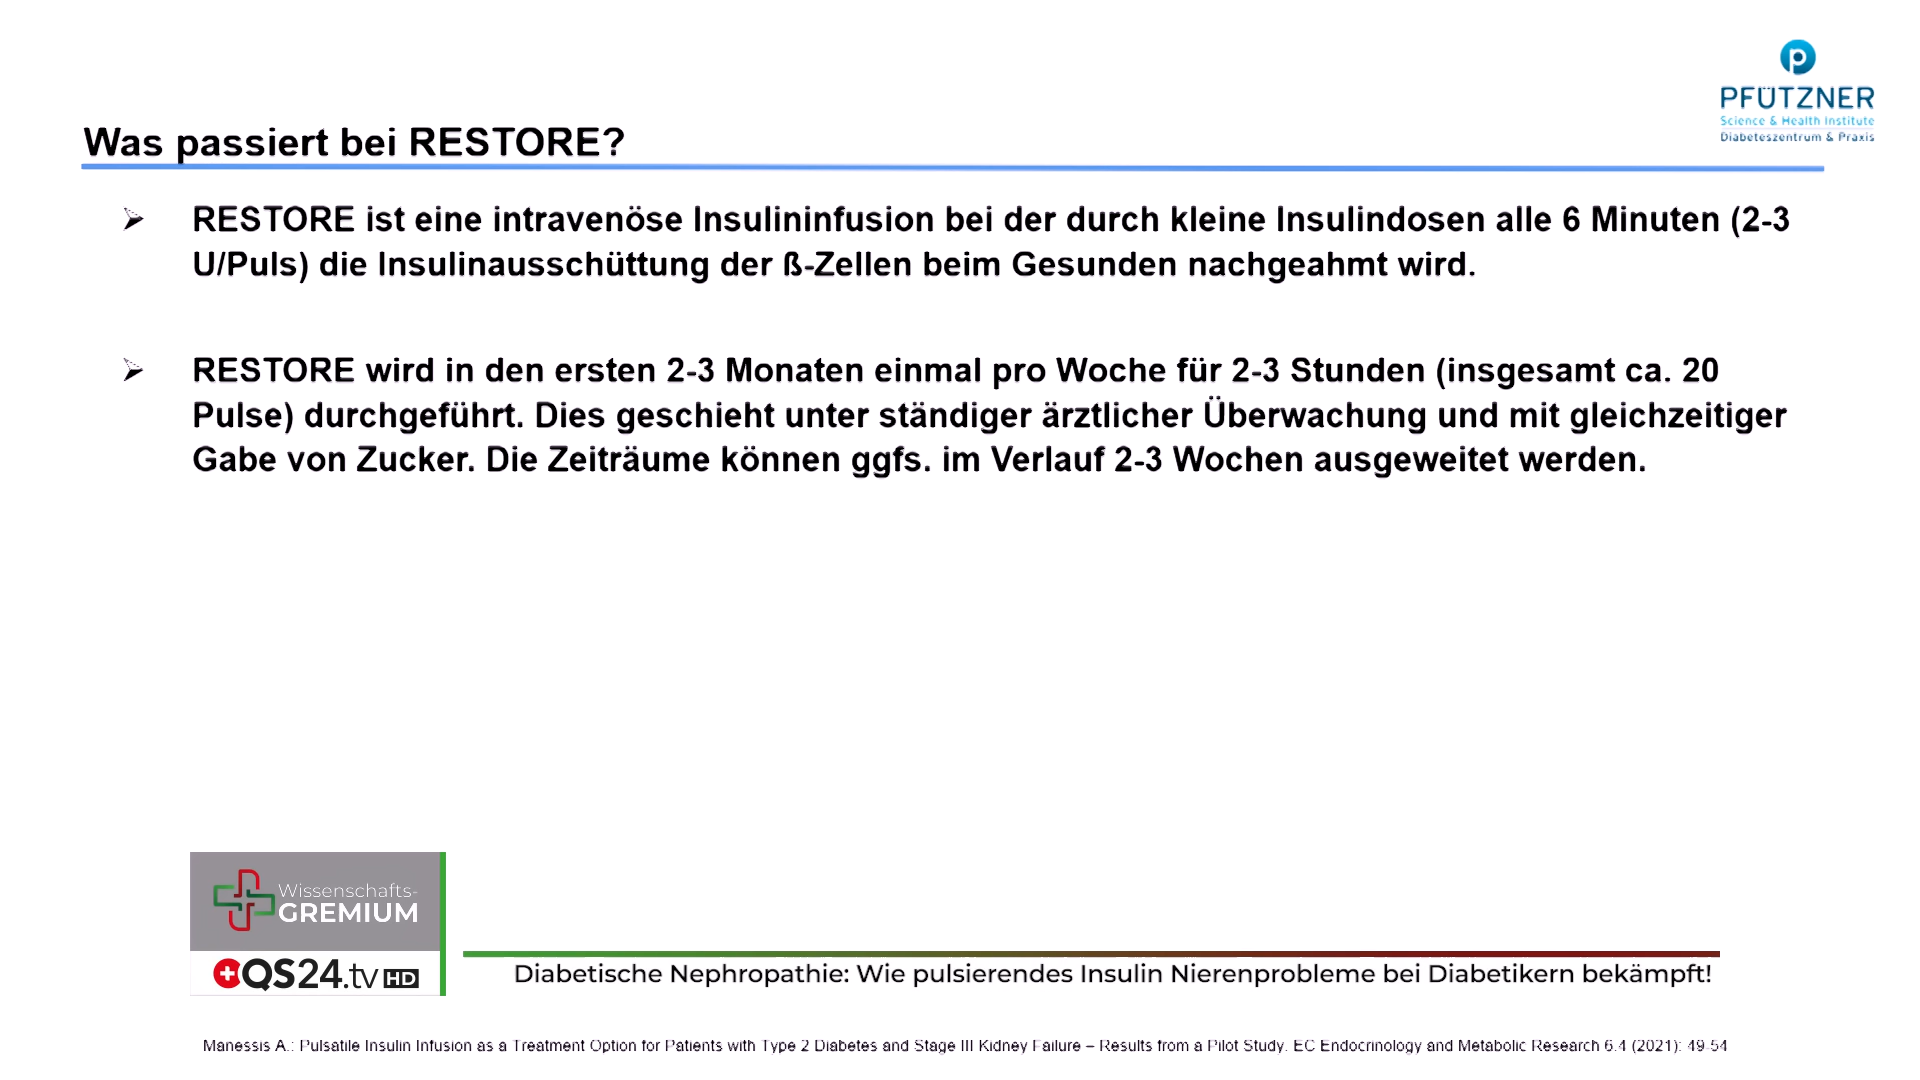 PFÜTZNER
Science & Health Institute
Diabeteszentrum & Praxis
Was passiert bei RESTORE?
RESTORE ist eine intravenöse Insulininfusion bei der durch kleine Insulindosen alle 6 Minuten (2-3
U/Puls) die Insulinausschüttung der ß-Zellen beim Gesunden nachgeahmt wird.
RESTORE wird in den ersten 2-3 Monaten einmal pro Woche für 2-3 Stunden (insgesamt ca. 20
Pulse) durchgeführt. Dies geschieht unter ständiger ärztlicher Überwachung und mit gleichzeitiger
Gabe von Zucker. Die Zeiträume können ggfs. im Verlauf 2-3 Wochen ausgeweitet werden.
Wissenschafts-
GREMIUM
QS24.tv HD
Diabetische Nephropathie: Wie pulsierendes Insulin Nierenprobleme bei Diabetikern bekämpft!
Manessis A.: Pulsatile Insulin Infusion as a Treatment Option for Patients with Type 2 Diabetes and Stage III Kidney Failure – Results from a Pilot Study. EC Endocrinology and Metabolic Research 6.4 (2021): 49-54